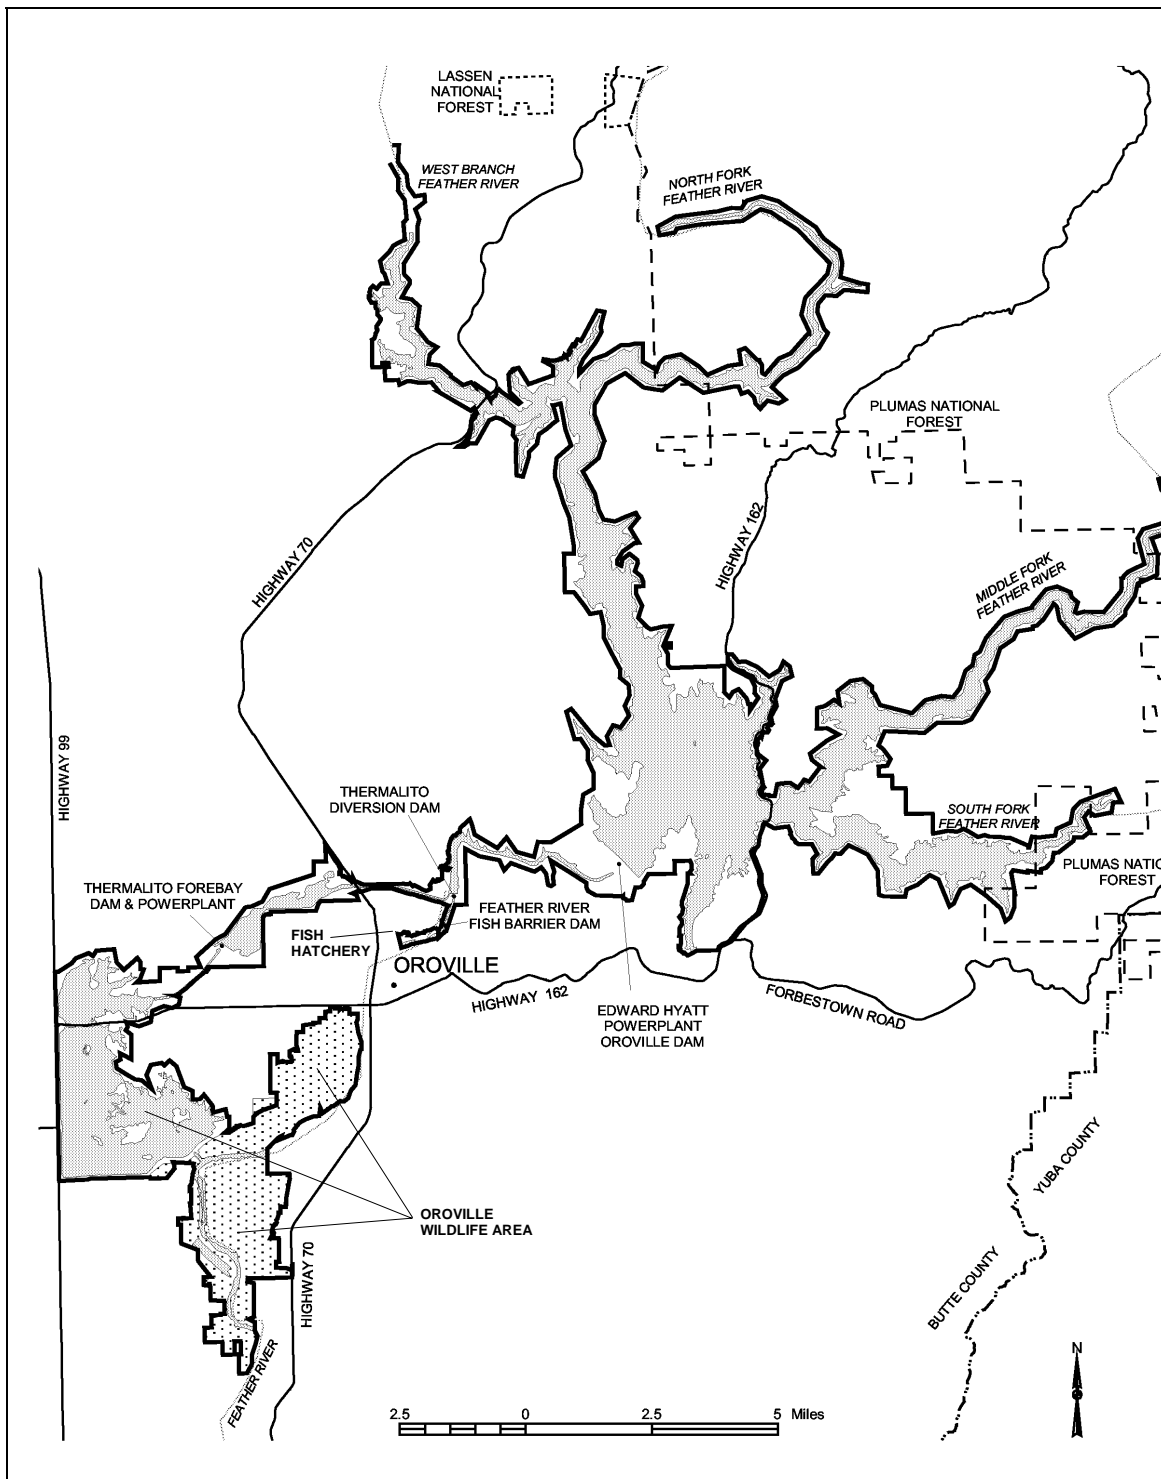 LASSEN
NATIONAL
FOREST
WEST BRANCH
FEATHER RIVER
NORTH FORK
FEATHER RIVER
PLUMAS NATIONAL
FOREST
HIGHWAY 162
HIGHWAY 70
MIDDLE FORK
FEATHER RIVER
HIGHWAY 99
THERMALITO
DIVERSION DAM
SOUTH FORK
FEATHER RIVER
PLUMAS NATIO
FOREST
THERMALITO FOREBAY
DAM & POWERPLANT
FEATHER RIVER
FISH BARRIER DAM
FISH
HATCHERY
OROVILLE
HIGHWAY 162
FORBESTOWN ROAD
EDWARD HYATT
POWERPLANT
OROVILLE DAM
YUBA COUNTY
OROVILLE
WILDLIFE AREA
BUTTE COUNTY
HIGHWAY 70
FEATHER RIVER
N
2.5 0 2.5 5 Miles